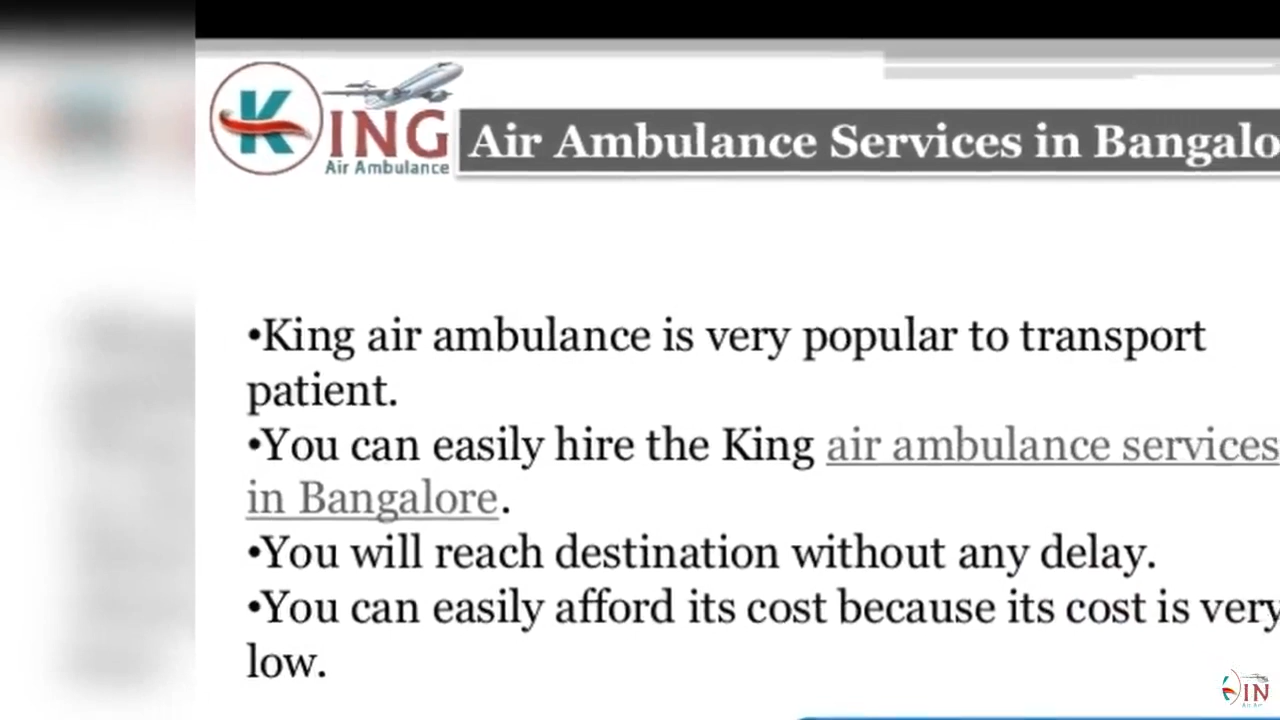 KING
Air Ambulance
Air Ambulance Services in Bangalo
•King air ambulance is very popular to transport
patient.
•You can easily hire the King air ambulance services
in Bangalore.
•You will reach destination without any delay.
•You can easily afford its cost because its cost is very
low.
IN